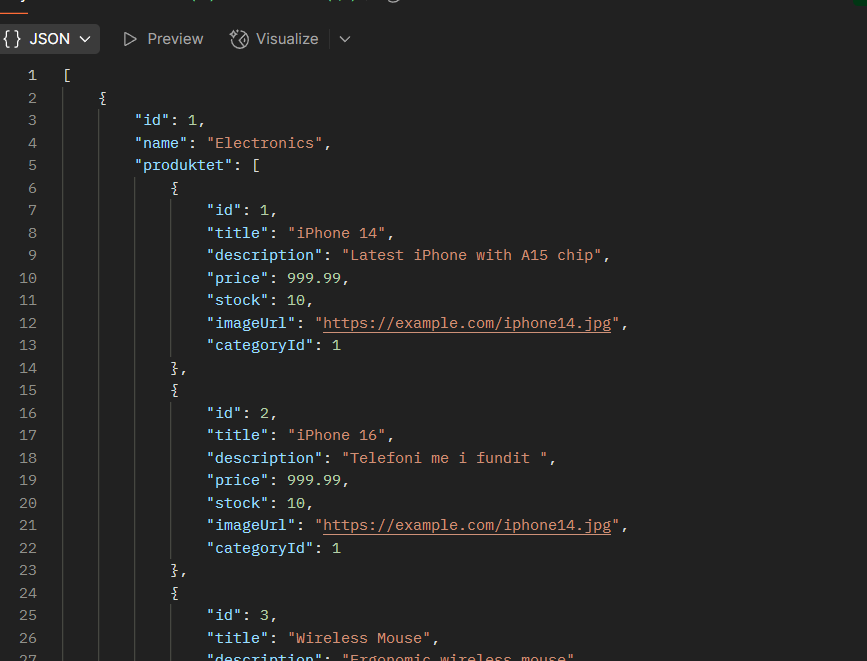 {} JSON Preview Visualize
1 [
2 {
3 "id": 1,
4 "name": "Electronics",
5 "produktet": [
6 {
7 "id": 1,
8 "title": "iPhone 14",
9 "description": "Latest iPhone with A15 chip",
10 "price": 999.99,
11 "stock": 10,
12 "imageUrl": "https://example.com/iphone14.jpg",
13 "categoryId": 1
14 },
15 {
16 "id": 2,
17 "title": "iPhone 16",
18 "description": "Telefoni me i fundit ",
19 "price": 999.99,
20 "stock": 10,
21 "imageUrl": "https://example.com/iphone14.jpg",
22 "categoryId": 1
23 },
24 {
25 "id": 3,
26 "title": "Wireless Mouse",
27 "description": "Ergonomic wireless mouse"